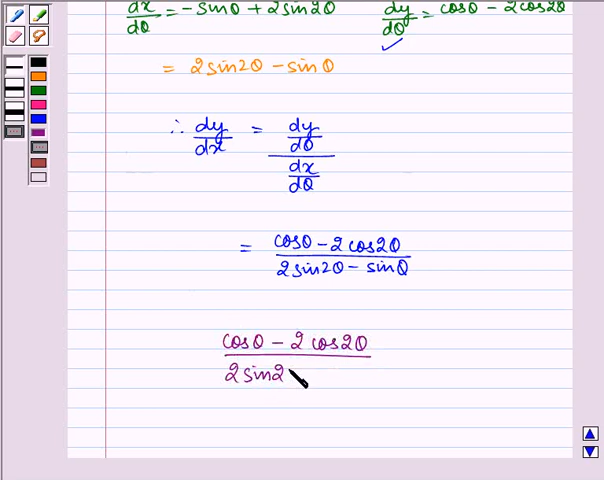 dx/dθ = -sinθ + 2sin2θ    dy/dθ = cosθ - 2cos2θ
= 2sin2θ - sinθ
∴ dy/dx = (dy/dθ)/(dx/dθ)
= (cosθ - 2cos2θ)/(2sin2θ - sinθ)
cosθ - 2cos2θ
2sin2